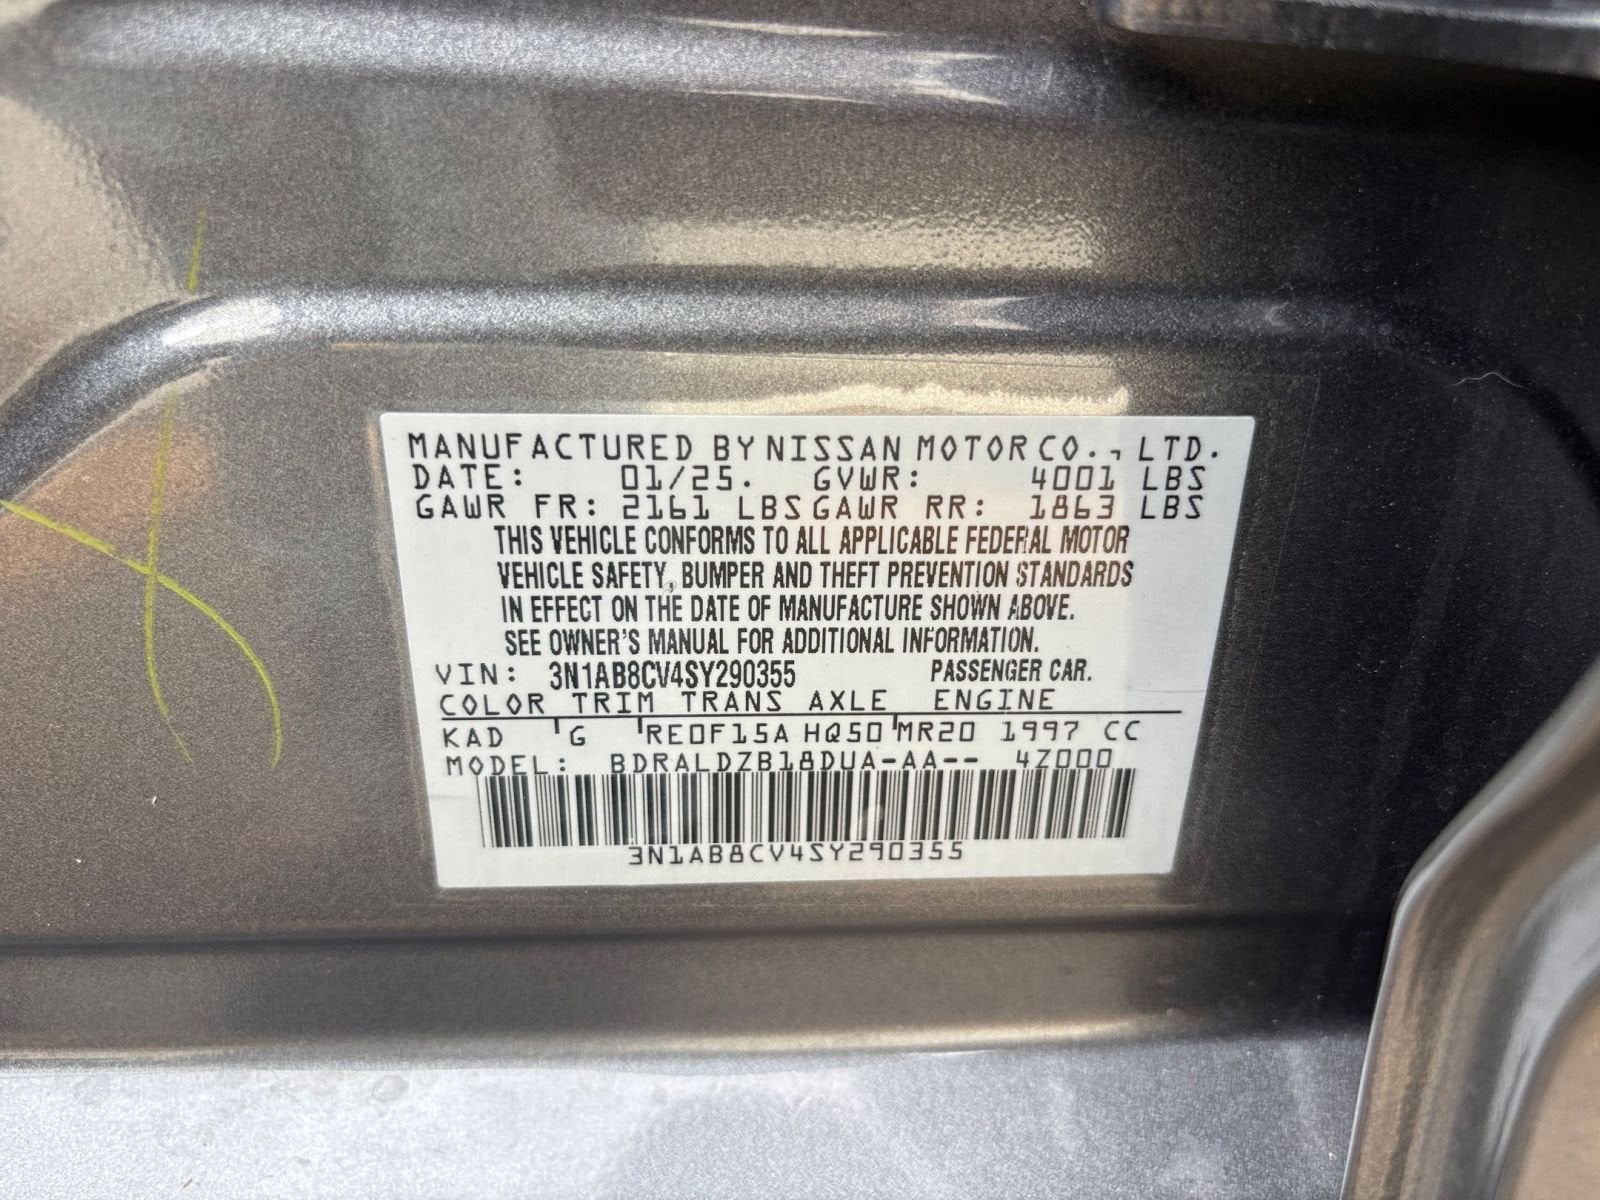 MANUFACTURED BY NISSAN MOTOR CO., LTD.
DATE: 01/25. GVWR: 4001 LBS
GAWR FR: 2161 LBS GAWR RR: 1863 LBS
THIS VEHICLE CONFORMS TO ALL APPLICABLE FEDERAL MOTOR
VEHICLE SAFETY, BUMPER AND THEFT PREVENTION STANDARDS
IN EFFECT ON THE DATE OF MANUFACTURE SHOWN ABOVE.
SEE OWNER'S MANUAL FOR ADDITIONAL INFORMATION.
VIN: 3N1AB8CV4SY290355 PASSENGER CAR.
COLOR TRIM TRANS AXLE ENGINE
KAD G RE0F15A HQ50 MR20 1997 CC
MODEL: BDRALDZB18DUA-AA-- 4Z000
3N1AB8CV4SY290355